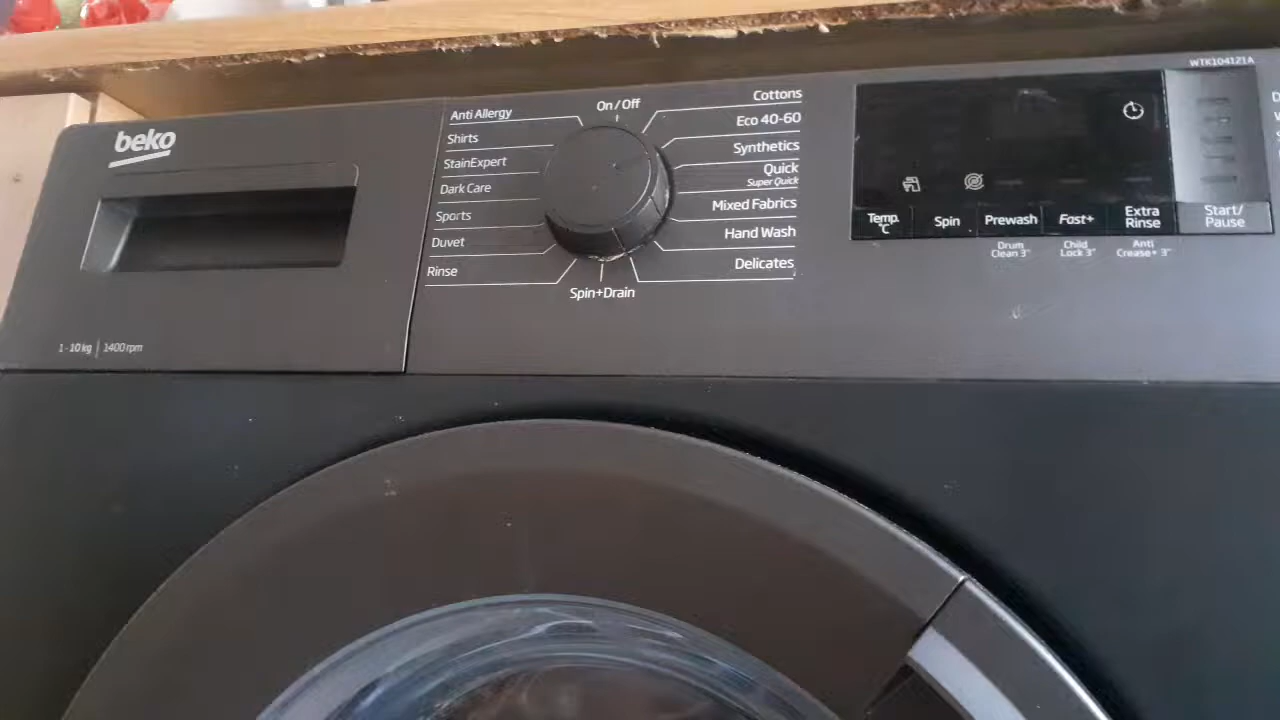 WTK104121A
beko
Anti Allergy
Shirts
StainExpert
Dark Care
Sports
Duvet
Rinse
On / Off
Spin+Drain
Cottons
Eco 40-60
Synthetics
Quick
Super Quick
Mixed Fabrics
Hand Wash
Delicates
Temp.
°C
Spin
Prewash
Fast+
Extra
Rinse
Start/
Pause
Drum
Clean 3"
Child
Lock 3"
Anti
Crease+ 3"
1 - 10 kg | 1400 rpm